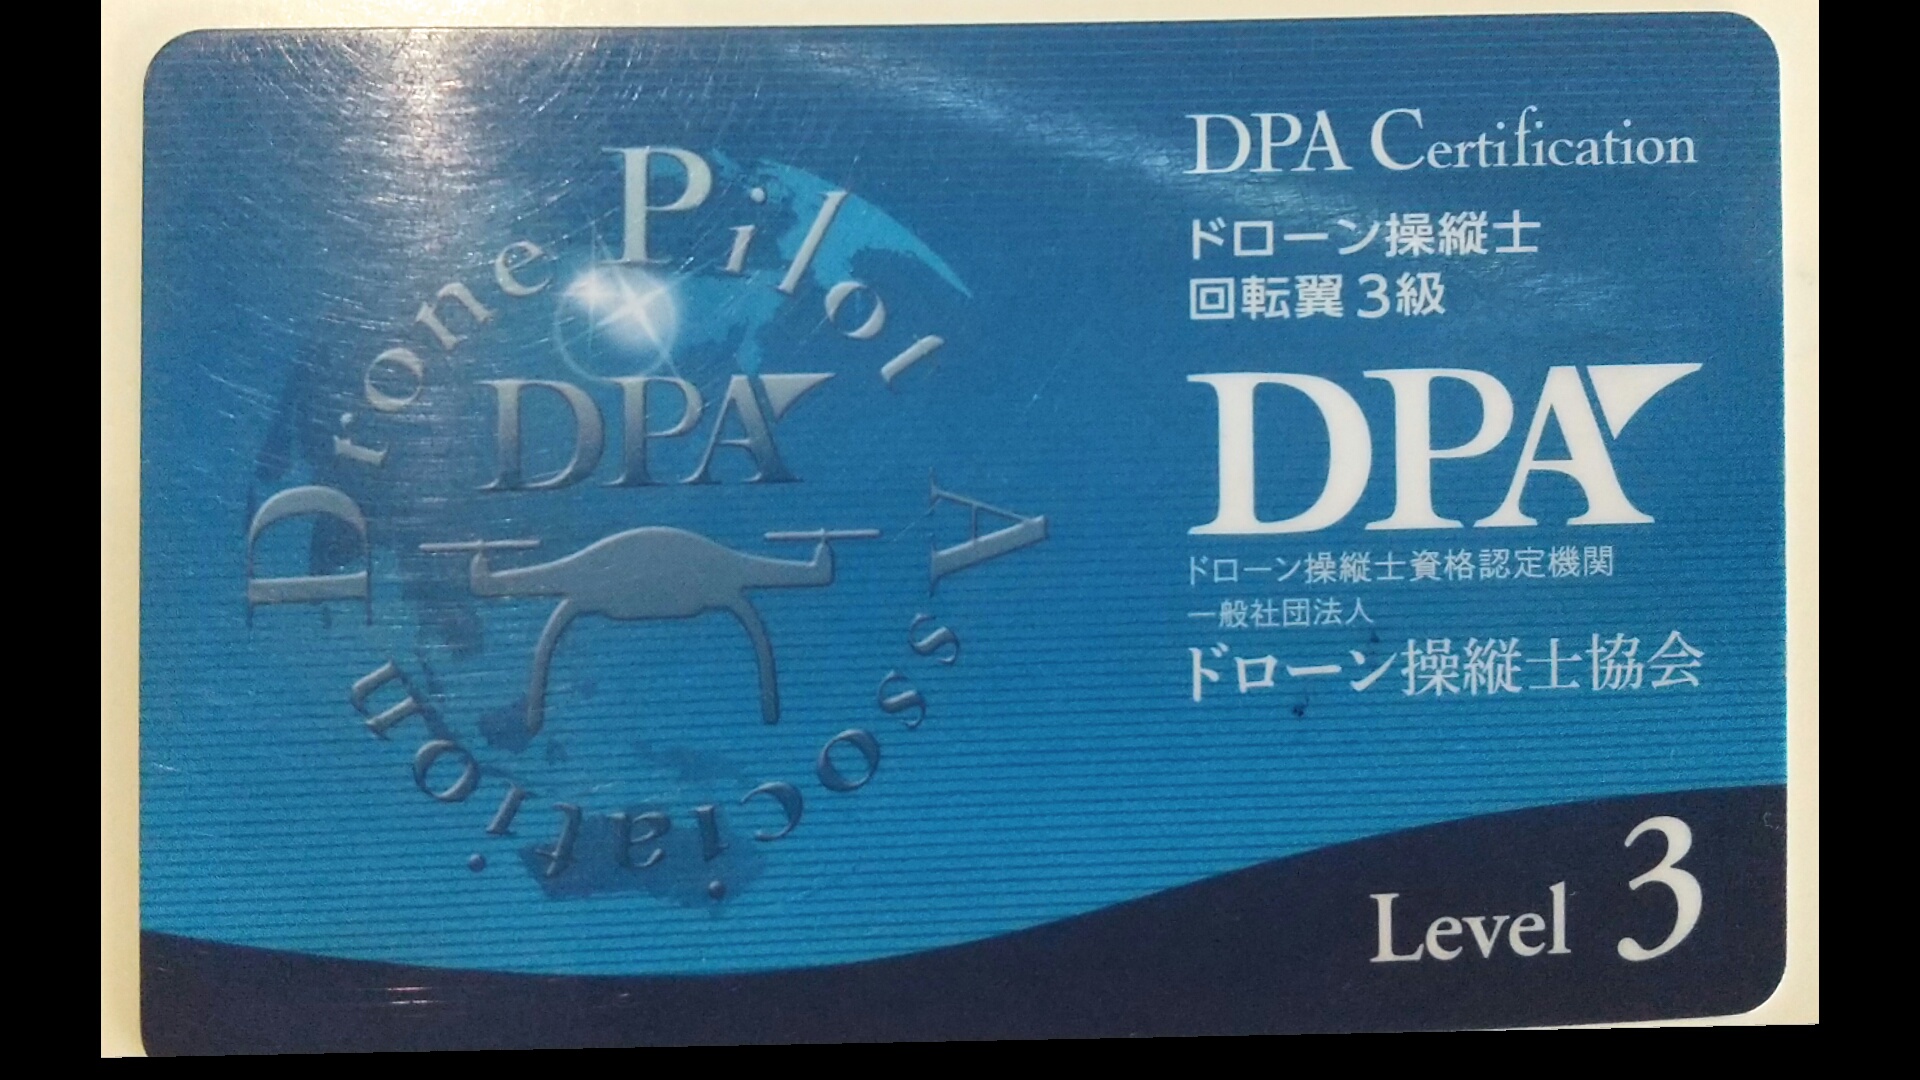 Drone Pilot Association
DPA
DPA Certification
ドローン操縦士
回転翼3級
DPA
ドローン操縦士資格認定機関
一般社団法人
ドローン操縦士協会
Level 3